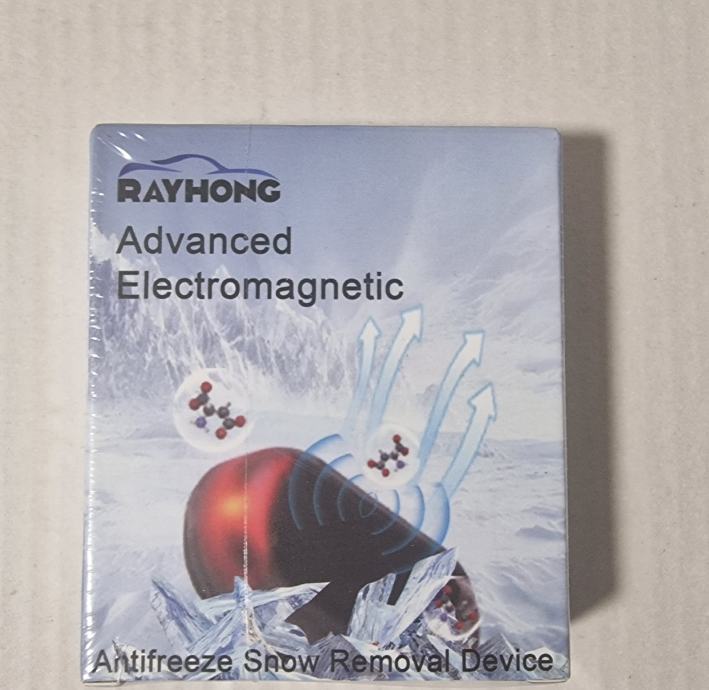 RAYHONG
Advanced
Electromagnetic
Antifreeze Snow Removal Device